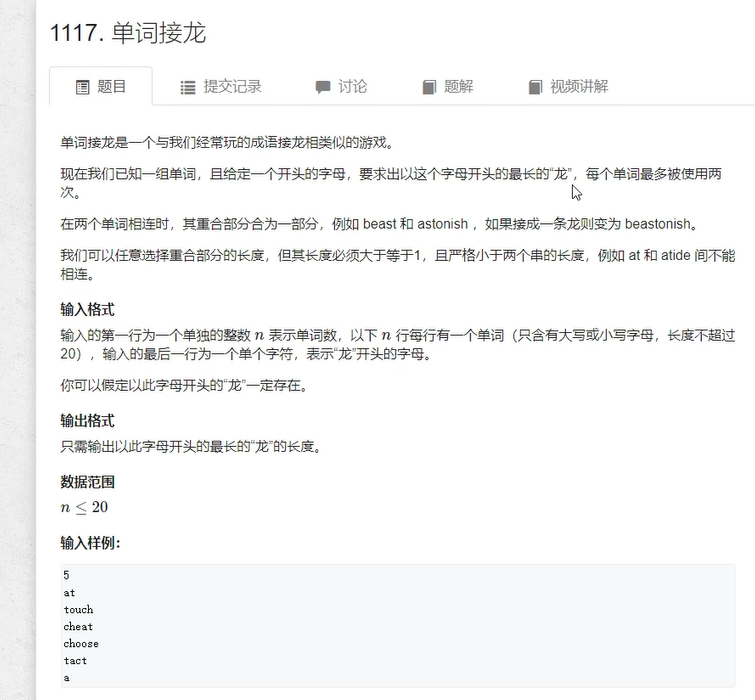 1117. 单词接龙
题目 提交记录 讨论 题解 视频讲解
单词接龙是一个与我们经常玩的成语接龙相类似的游戏。
现在我们已知一组单词，且给定一个开头的字母，要求出以这个字母开头的最长的“龙”，每个单词最多被使用两
次。
在两个单词相连时，其重合部分合为一部分，例如 beast 和 astonish ，如果接成一条龙则变为 beastonish。
我们可以任意选择重合部分的长度，但其长度必须大于等于1，且严格小于两个串的长度，例如 at 和 atide 间不能
相连。
输入格式
输入的第一行为一个单独的整数 n 表示单词数，以下 n 行每行有一个单词（只含有大写或小写字母，长度不超过
20），输入的最后一行为一个单个字符，表示“龙”开头的字母。
你可以假定以此字母开头的“龙”一定存在。
输出格式
只需输出以此字母开头的最长的“龙”的长度。
数据范围
n ≤ 20
输入样例：
5
at
touch
cheat
choose
tact
a